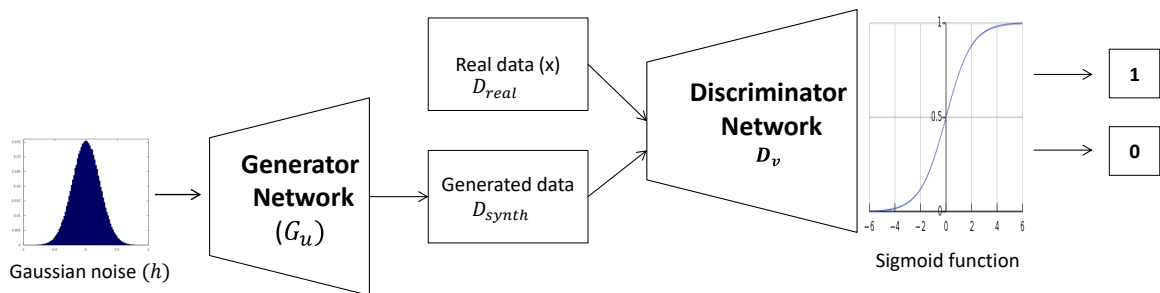 Real data (x)
D_real
Discriminator
Network
D_v
1
0.5
0
-6 -4 -2 0 2 4 6
Sigmoid function
1
0
Generator
Network
(G_u)
Generated data
D_synth
Gaussian noise (h)